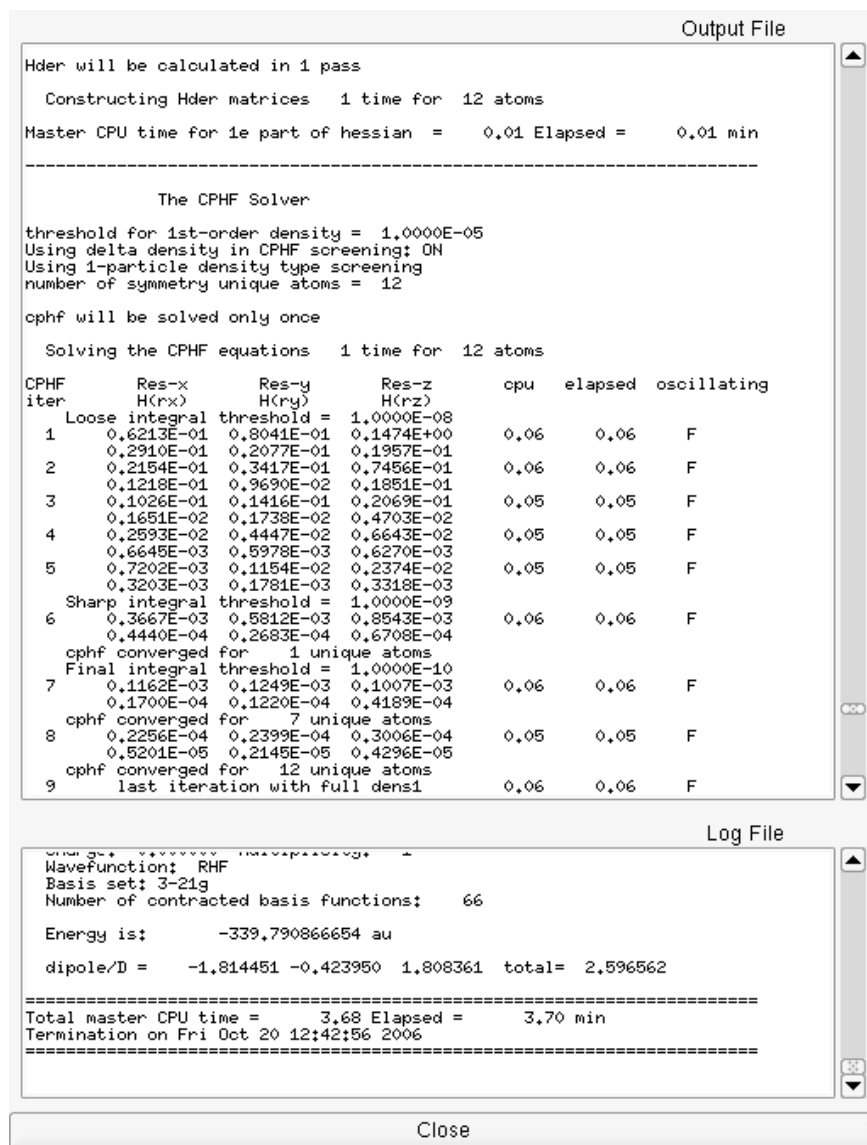 Output File
Hder will be calculated in 1 pass
Constructing Hder matrices 1 time for 12 atoms
Master CPU time for 1e part of hessian = 0.01 Elapsed = 0.01 min
------------------------------------------------------------------------
The CPHF Solver
threshold for 1st-order density = 1.0000E-05
Using delta density in CPHF screening: ON
Using 1-particle density type screening
number of symmetry unique atoms = 12
cphf will be solved only once
Solving the CPHF equations 1 time for 12 atoms
CPHF Res-x Res-y Res-z cpu elapsed oscillating
iter H(rx) H(ry) H(rz)
Loose integral threshold = 1.0000E-08
1 0.6213E-01 0.8041E-01 0.1474E+00 0.06 0.06 F
0.2910E-01 0.2077E-01 0.1957E-01
2 0.2154E-01 0.3417E-01 0.7456E-01 0.06 0.06 F
0.1218E-01 0.9690E-02 0.1851E-01
3 0.1026E-01 0.1416E-01 0.2069E-01 0.05 0.05 F
0.1651E-02 0.1738E-02 0.4703E-02
4 0.2593E-02 0.4447E-02 0.6643E-02 0.05 0.05 F
0.6645E-03 0.5978E-03 0.6270E-03
5 0.7202E-03 0.1154E-02 0.2374E-02 0.05 0.05 F
0.3203E-03 0.1781E-03 0.3318E-03
Sharp integral threshold = 1.0000E-09
6 0.3667E-03 0.5812E-03 0.8543E-03 0.06 0.06 F
0.4440E-04 0.2683E-04 0.6708E-04
cphf converged for 1 unique atoms
Final integral threshold = 1.0000E-10
7 0.1162E-03 0.1249E-03 0.1007E-03 0.06 0.06 F
0.1700E-04 0.1220E-04 0.4189E-04
cphf converged for 7 unique atoms
8 0.2256E-04 0.2399E-04 0.3006E-04 0.05 0.05 F
0.5201E-05 0.2145E-05 0.4296E-05
cphf converged for 12 unique atoms
9 last iteration with full dens1 0.06 0.06 F
Log File
Wavefunction: RHF
Basis set: 3-21g
Number of contracted basis functions: 66
Energy is: -339.790866654 au
dipole/D = -1.814451 -0.423950 1.808361 total= 2.596562
========================================================================
Total master CPU time = 3.68 Elapsed = 3.70 min
Termination on Fri Oct 20 12:42:56 2006
========================================================================
Close